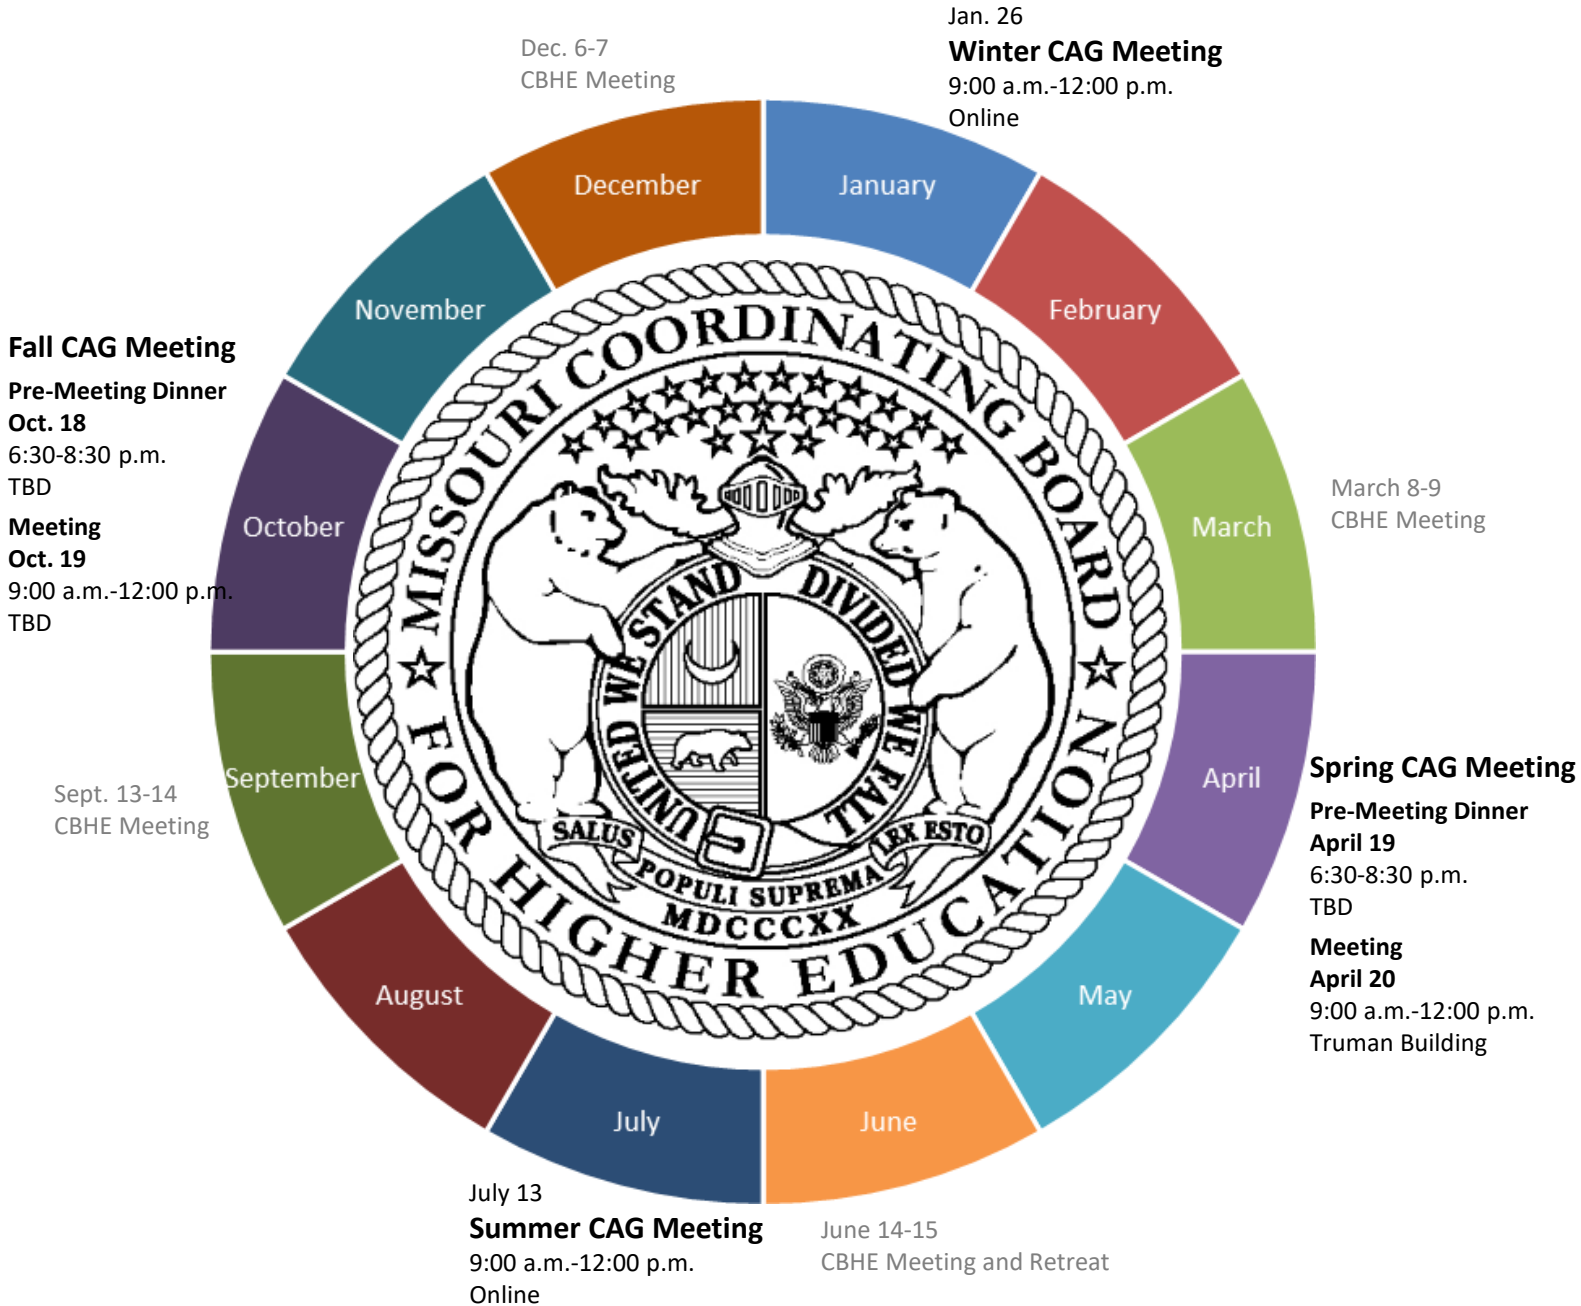 Jan. 26
Winter CAG Meeting
9:00 a.m.-12:00 p.m.
Online
Dec. 6-7
CBHE Meeting
December
January
November
February
Fall CAG Meeting
Pre-Meeting Dinner
Oct. 18
6:30-8:30 p.m.
TBD
Meeting
Oct. 19
9:00 a.m.-12:00 p.m.
TBD
October
March
March 8-9
CBHE Meeting
MISSOURI COORDINATING BOARD
FOR HIGHER EDUCATION
UNITED WE STAND DIVIDED WE FALL
SALUS POPULI SUPREMA LEX ESTO
MDCCCXX
September
April
Sept. 13-14
CBHE Meeting
Spring CAG Meeting
Pre-Meeting Dinner
April 19
6:30-8:30 p.m.
TBD
Meeting
April 20
9:00 a.m.-12:00 p.m.
Truman Building
August
May
July
June
July 13
Summer CAG Meeting
9:00 a.m.-12:00 p.m.
Online
June 14-15
CBHE Meeting and Retreat